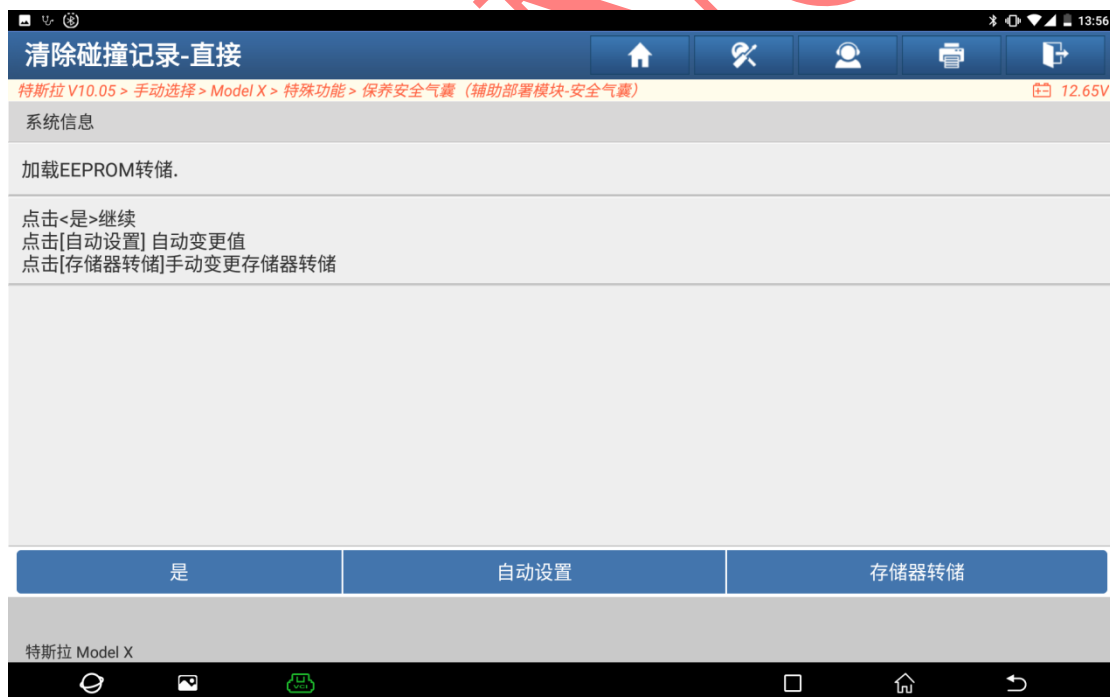 13:56
清除碰撞记录-直接
特斯拉 V10.05 > 手动选择 > Model X > 特殊功能 > 保养安全气囊（辅助部署模块-安全气囊）
12.65V
系统信息
加载EEPROM转储.
点击<是>继续
点击[自动设置] 自动变更值
点击[存储器转储]手动变更存储器转储
是
自动设置
存储器转储
特斯拉 Model X
VCI